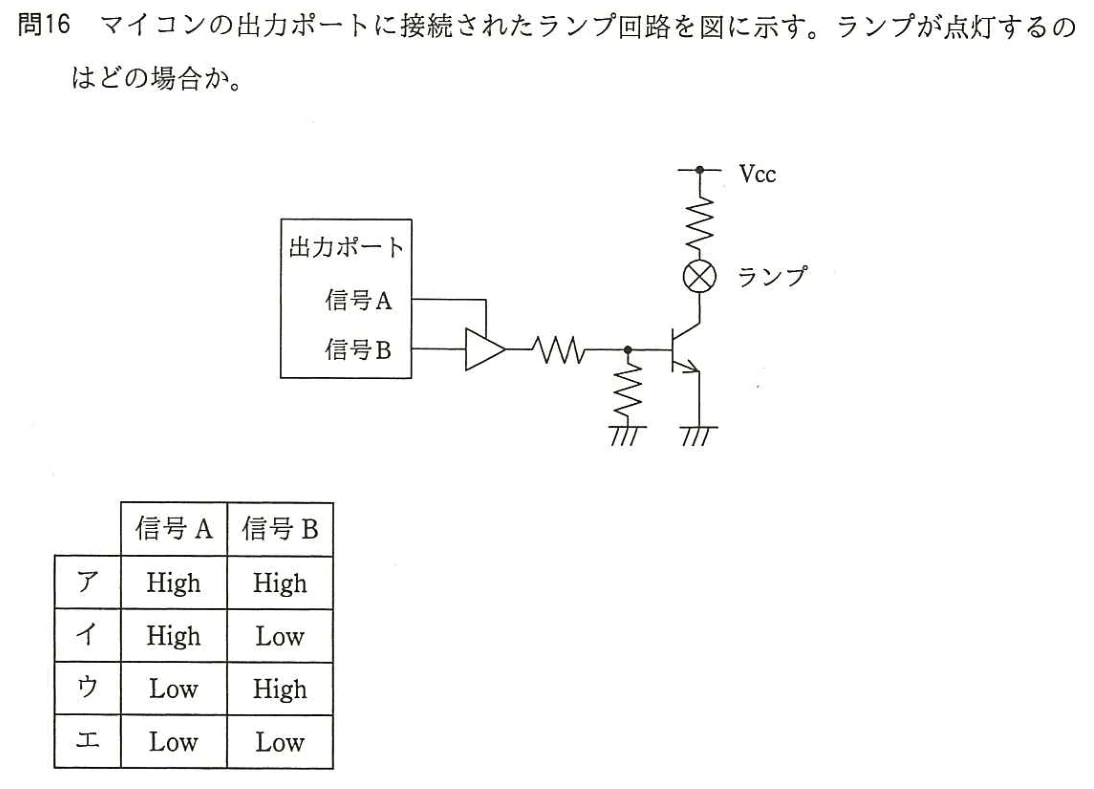 問16 マイコンの出力ポートに接続されたランプ回路を図に示す。ランプが点灯するの
はどの場合か。
Vcc
出力ポート
ランプ
信号A
信号B
信号A 信号B
ア High High
イ High Low
ウ Low High
エ Low Low